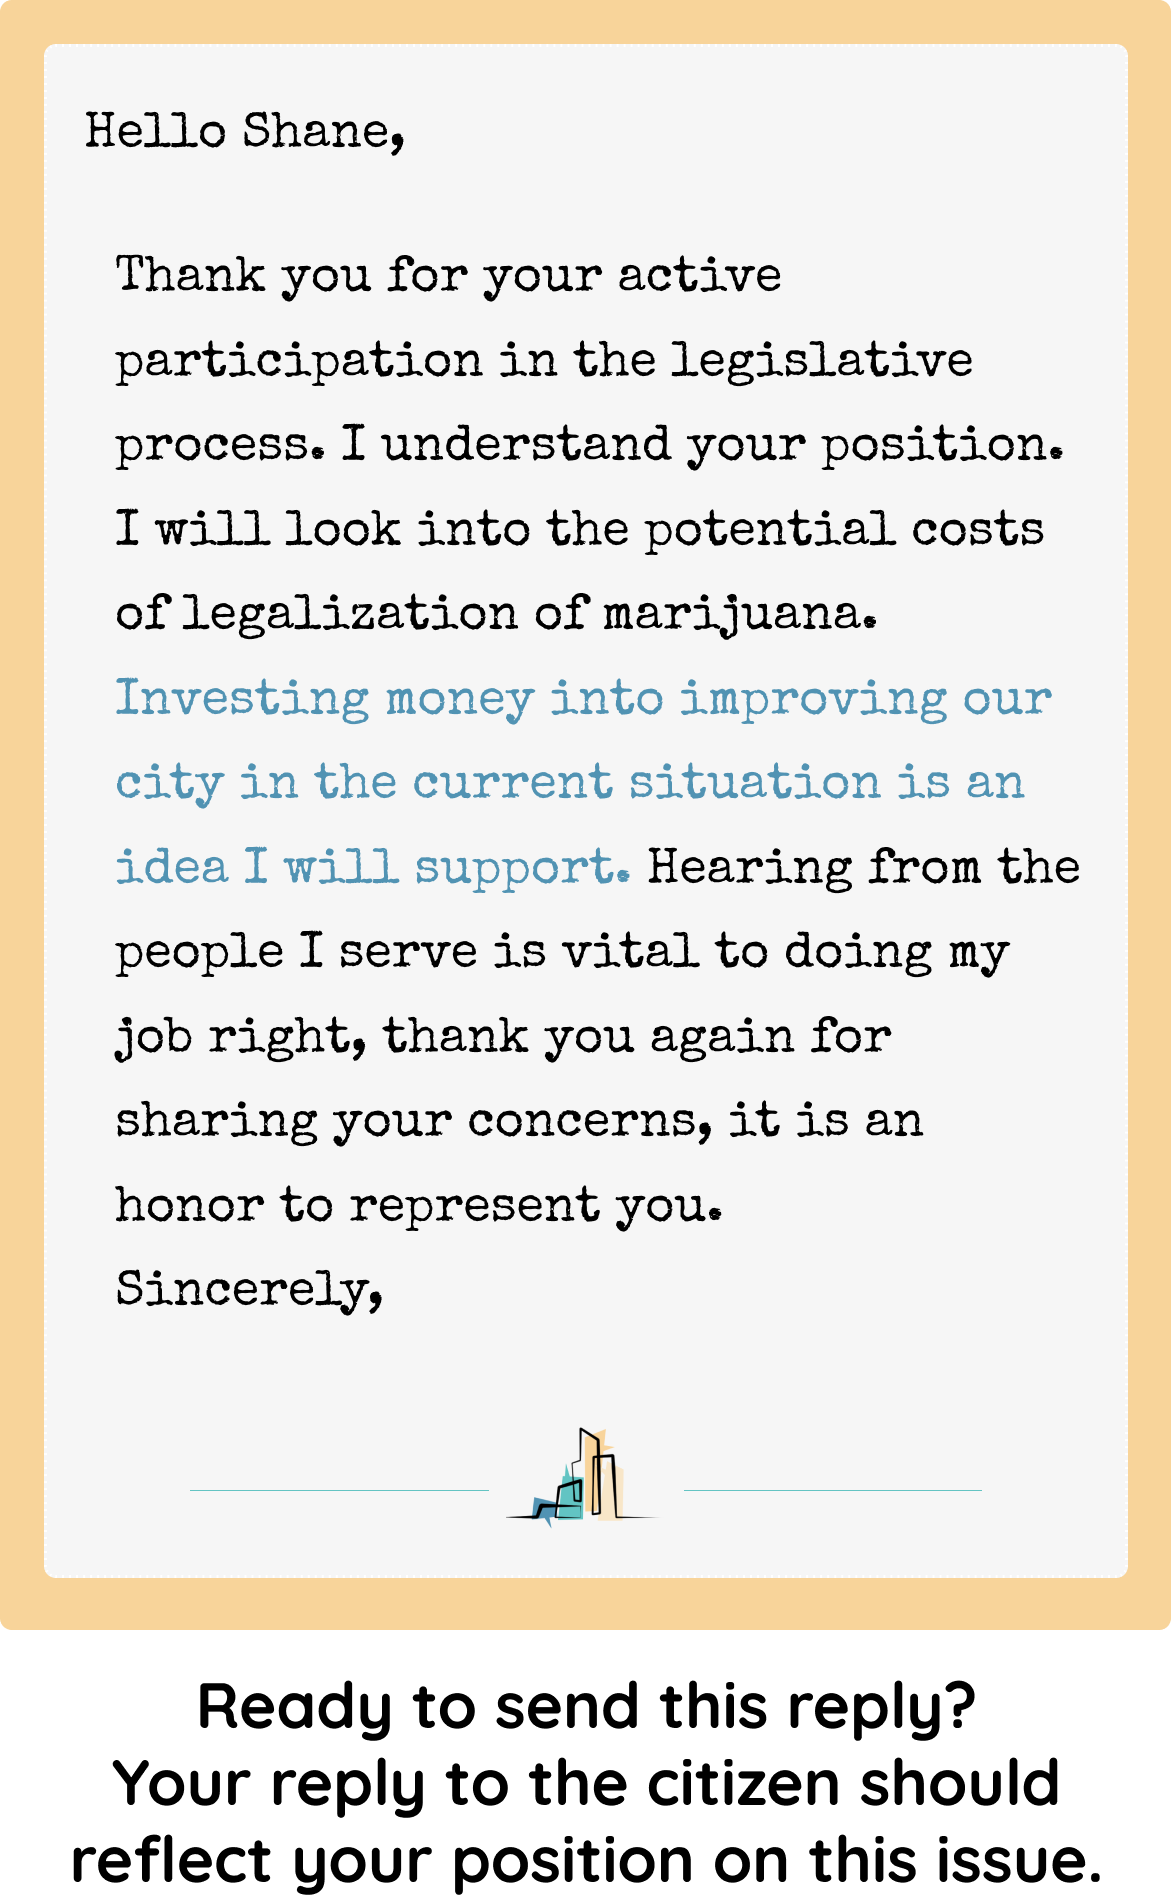 Hello Shane,
Thank you for your active
participation in the legislative
process. I understand your position.
I will look into the potential costs
of legalization of marijuana.
Investing money into improving our
city in the current situation is an
idea I will support. Hearing from the
people I serve is vital to doing my
job right, thank you again for
sharing your concerns, it is an
honor to represent you.
Sincerely,
Ready to send this reply?
Your reply to the citizen should
reflect your position on this issue.